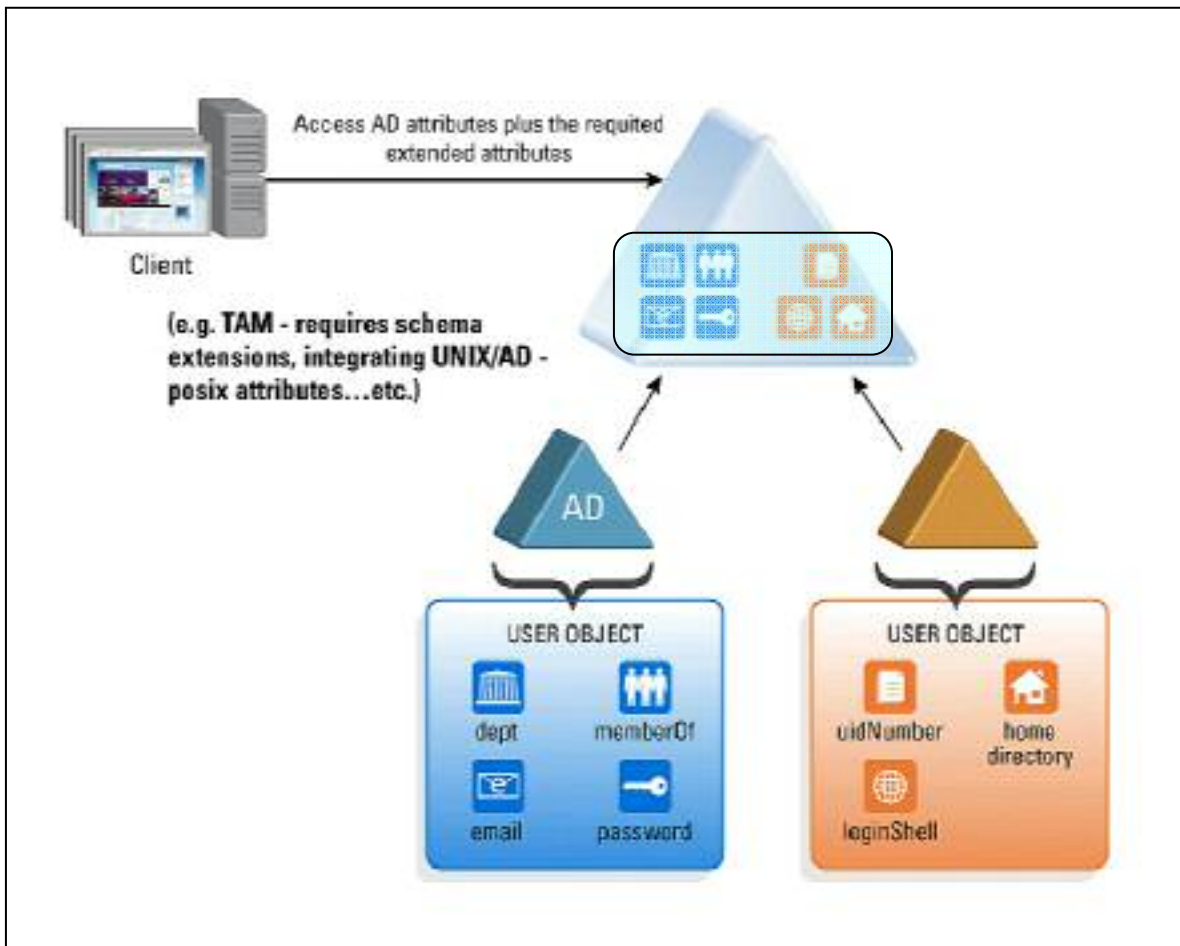 Access AD attributes plus the requited
extended attributes
Client
(e.g. TAM - requires schema
extensions, integrating UNIX/AD -
posix attributes...etc.)
AD
USER OBJECT
dept
memberOf
email
password
USER OBJECT
uidNumber
home
directory
loginShell